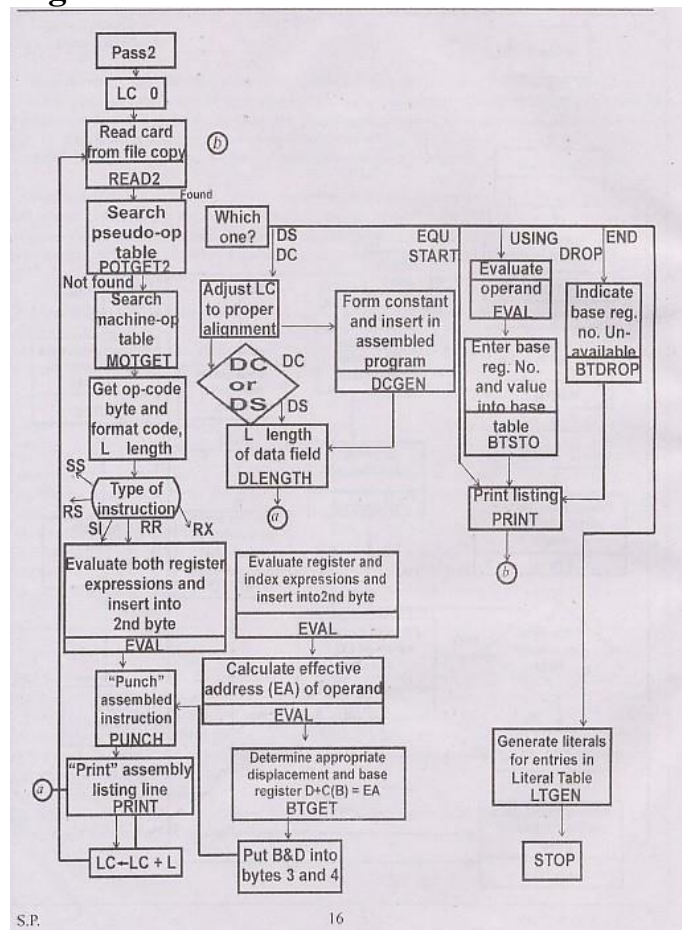 Pass2
LC 0
Read card
from file copy
READ2
b
Found
Search
pseudo-op
table
POTGET2
Not found
Search
machine-op
table
MOTGET
Get op-code
byte and
format code,
L length
SS
Type of
instruction
RS
SI
RR
RX
Evaluate both register
expressions and
insert into
2nd byte
EVAL
"Punch"
assembled
instruction
PUNCH
"Print" assembly
listing line
PRINT
a
LC←LC + L
Which
one?
DS
DC
Adjust LC
to proper
alignment
DC
or
DS
DC
DS
L length
of data field
DLENGTH
a
Form constant
and insert in
assembled
program
DCGEN
EQU
START
USING
Evaluate
operand
EVAL
Enter base
reg. No.
and value
into base
table
BTSTO
DROP
END
Indicate
base reg.
no. Un-
available
BTDROP
Print listing
PRINT
b
Evaluate register and
index expressions and
insert into2nd byte
EVAL
Calculate effective
address (EA) of operand
EVAL
Determine appropriate
displacement and base
register D+C(B) = EA
BTGET
Put B&D into
bytes 3 and 4
Generate literals
for entries in
Literal Table
LTGEN
STOP
S.P.
16